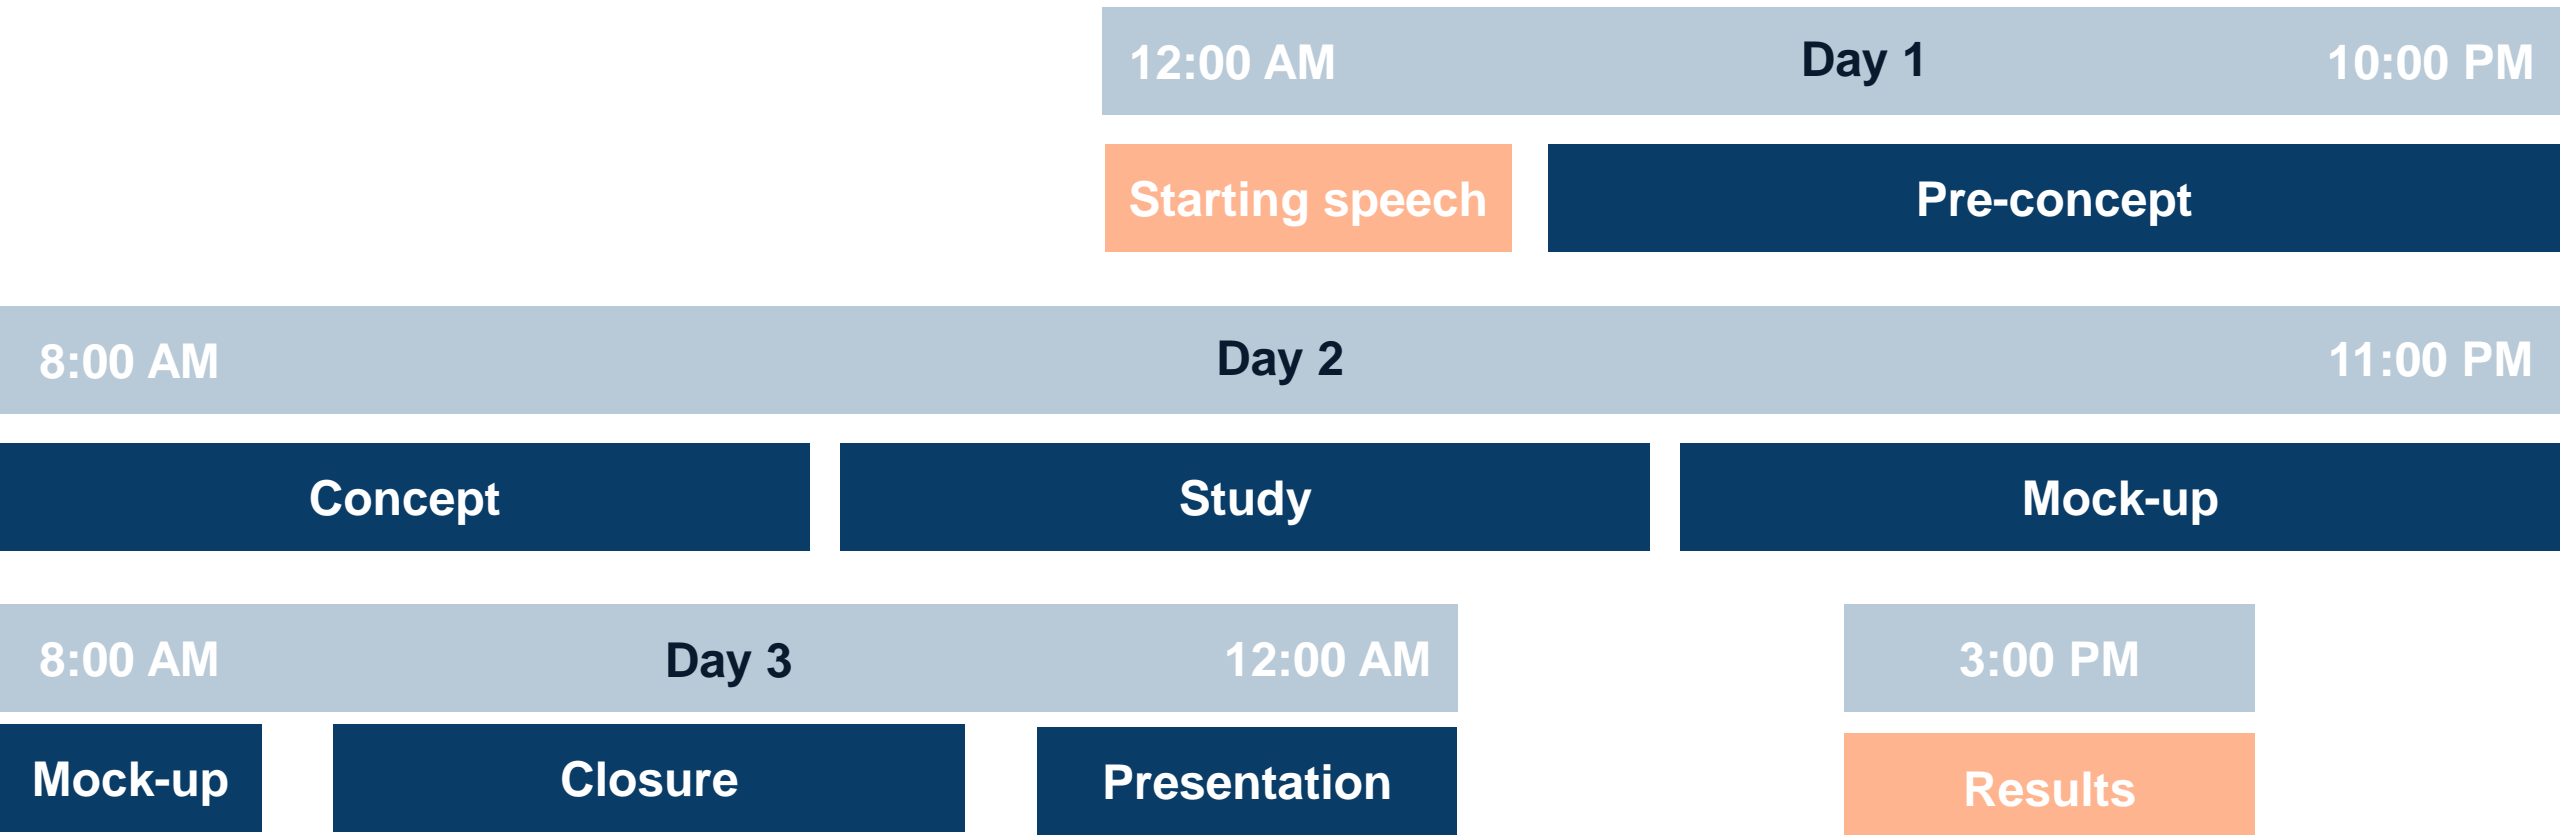 12:00 AM Day 1 10:00 PM
Starting speech Pre-concept
8:00 AM Day 2 11:00 PM
Concept Study Mock-up
8:00 AM Day 3 12:00 AM 3:00 PM
Mock-up Closure Presentation Results